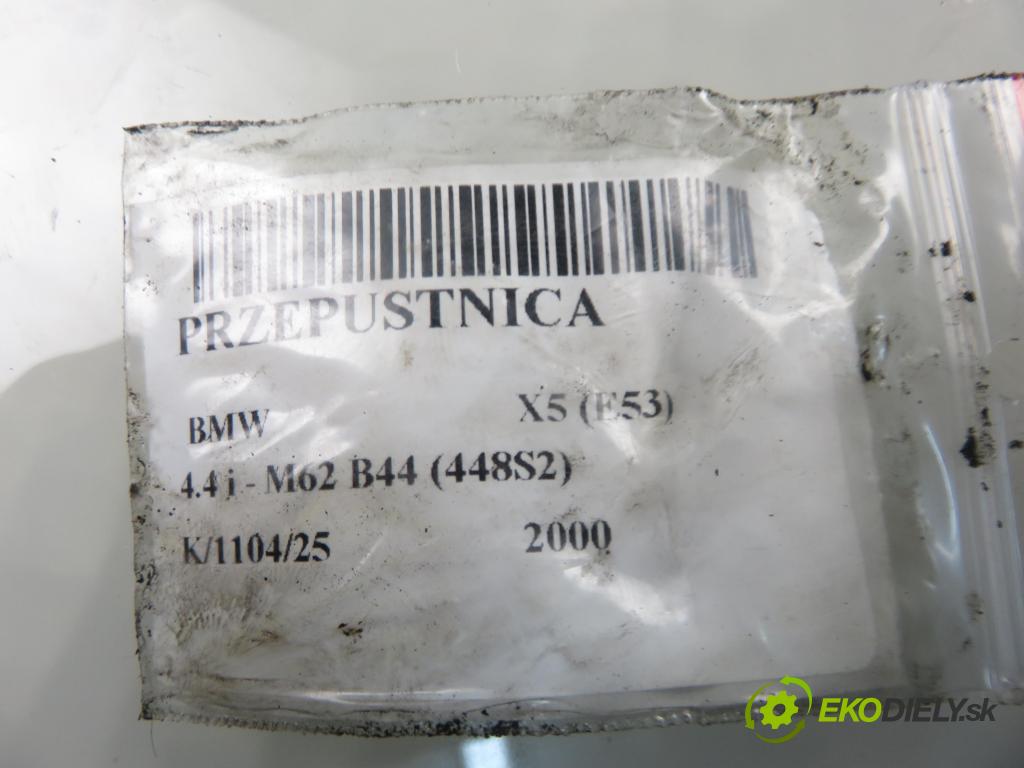 PRZEPUSTNICA
BMW X5 (E53)
4.4 i - M62 B44 (448S2)
K/1104/25 2000
EKODIELY.sk